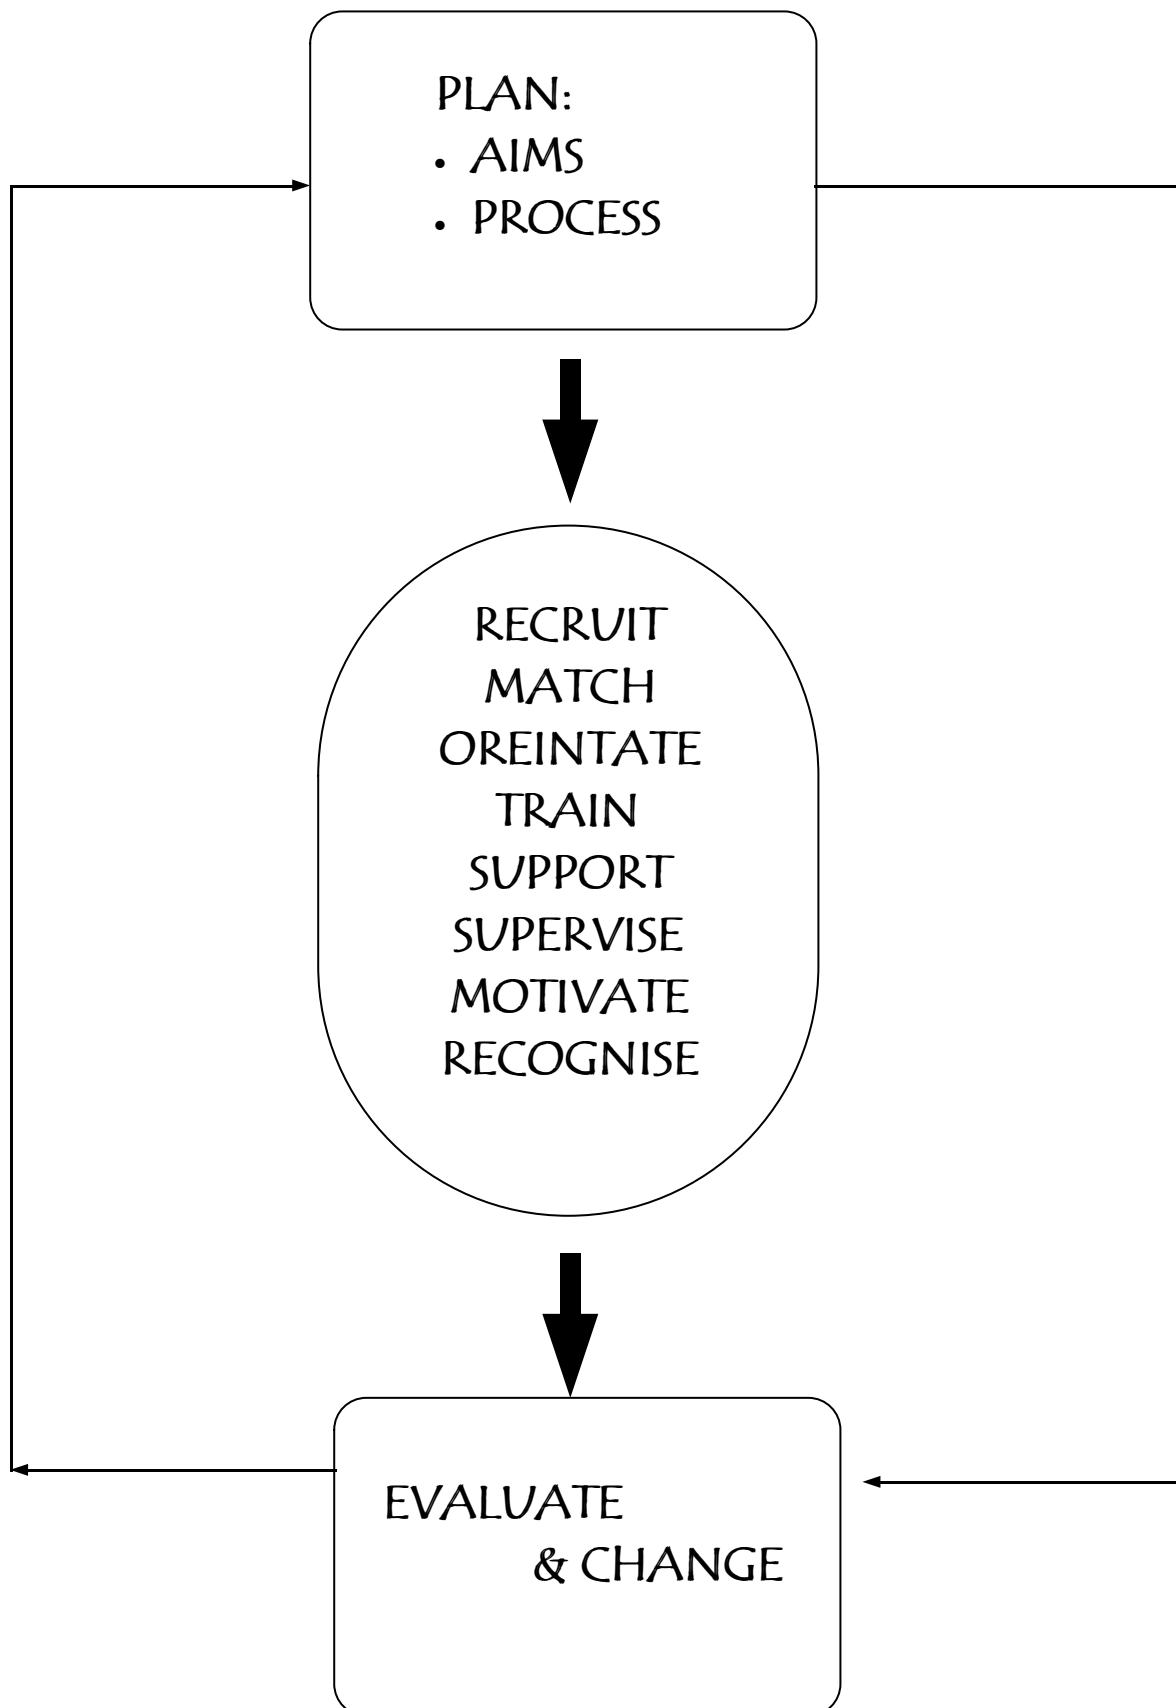 PLAN:
• AIMS
• PROCESS
RECRUIT
MATCH
OREINTATE
TRAIN
SUPPORT
SUPERVISE
MOTIVATE
RECOGNISE
EVALUATE
& CHANGE